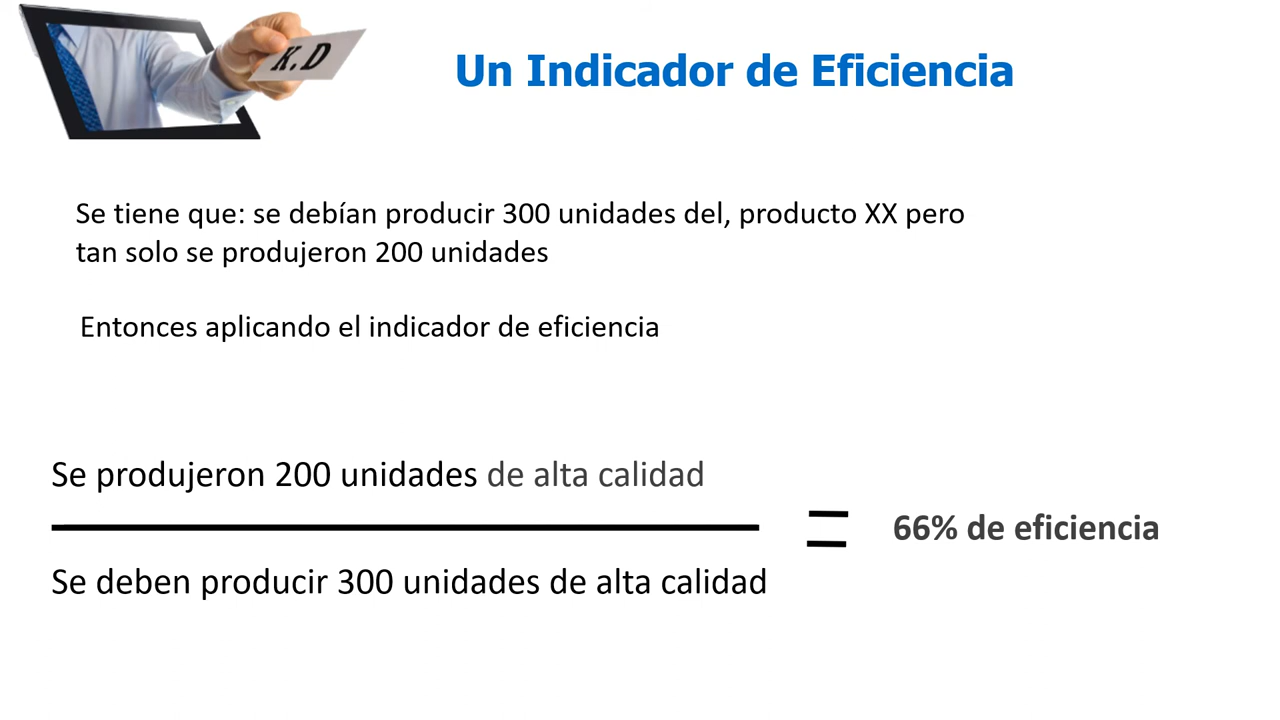 K.D
Un Indicador de Eficiencia
Se tiene que: se debían producir 300 unidades del, producto XX pero
tan solo se produjeron 200 unidades
Entonces aplicando el indicador de eficiencia
Se produjeron 200 unidades de alta calidad
= 66% de eficiencia
Se deben producir 300 unidades de alta calidad